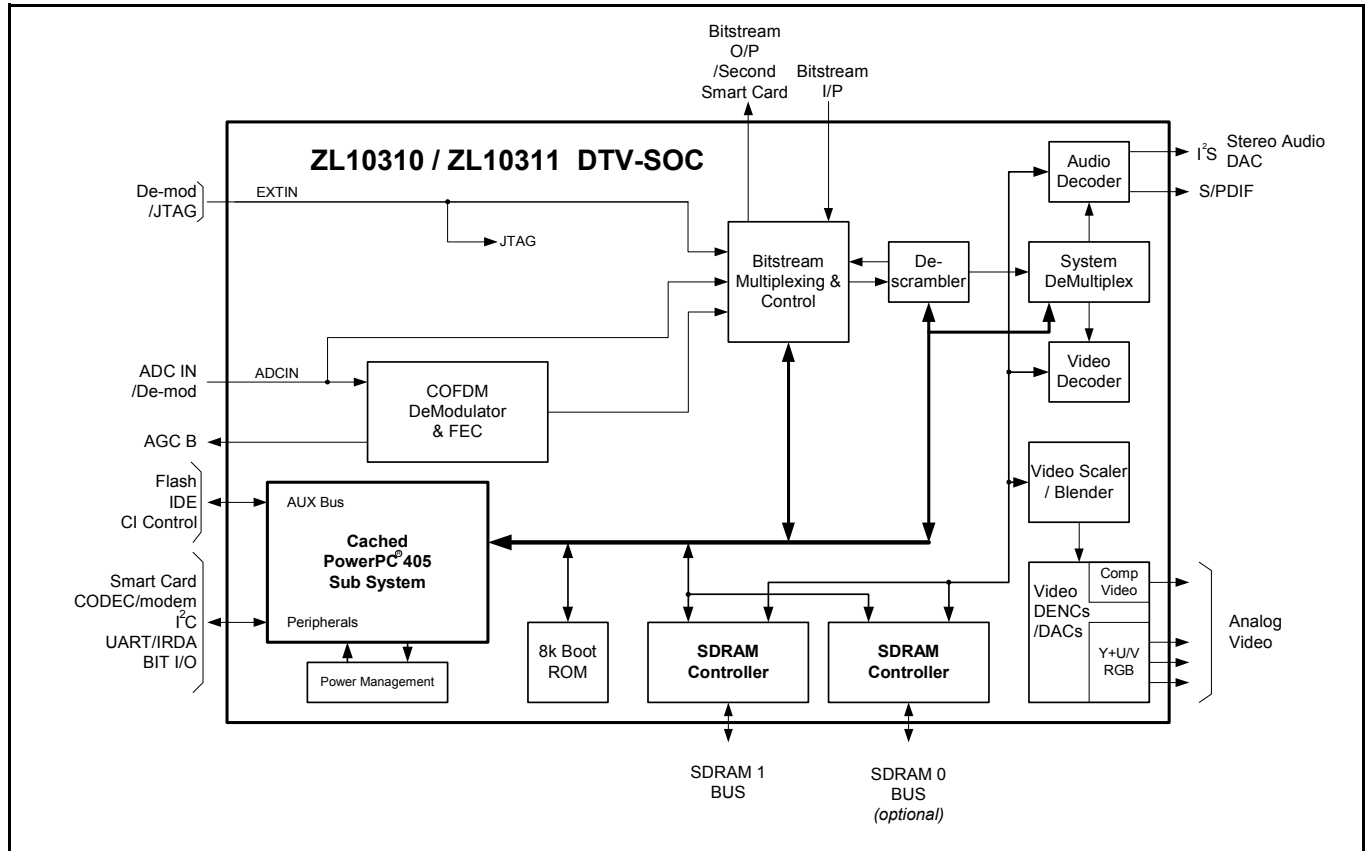 Bitstream
O/P
/Second
Smart Card
Bitstream
I/P
ZL10310 / ZL10311 DTV-SOC
De-mod
/JTAG
EXTIN
JTAG
Bitstream
Multiplexing &
Control
De-
scrambler
Audio
Decoder
I2S Stereo Audio
DAC
S/PDIF
System
DeMultiplex
Video
Decoder
ADC IN
/De-mod
ADCIN
COFDM
DeModulator
& FEC
AGC B
Flash
IDE
CI Control
AUX Bus
Cached
PowerPC® 405
Sub System
Peripherals
Smart Card
CODEC/modem
I2C
UART/IRDA
BIT I/O
Power Management
8k Boot
ROM
SDRAM
Controller
SDRAM
Controller
Video Scaler
/ Blender
Video
DENCs
/DACs
Comp
Video
Y+U/V
RGB
Analog
Video
SDRAM 1
BUS
SDRAM 0
BUS
(optional)